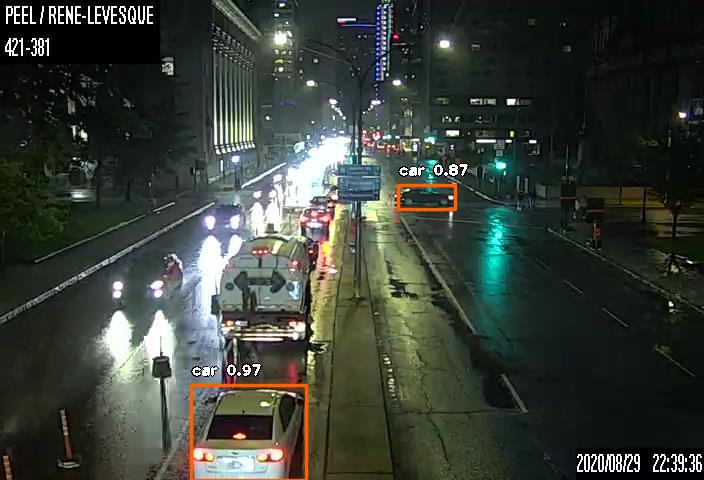 PEEL / RENE-LEVESQUE
421-381
car 0.87
car 0.97
2020/08/29 22:39:36